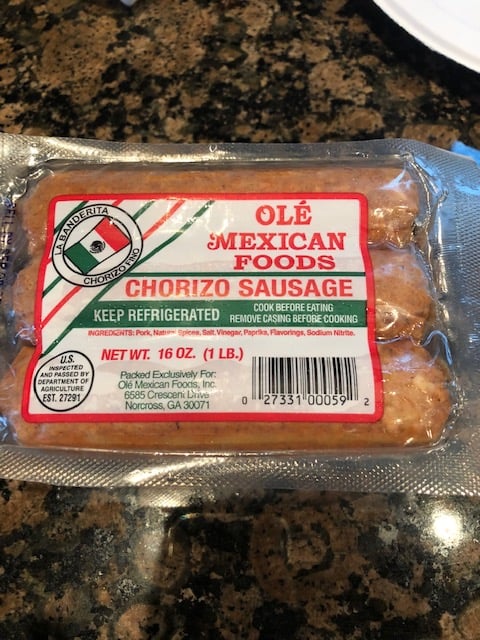 LA BANDERITA
CHORIZO FINO
OLÉ
MEXICAN
FOODS
CHORIZO SAUSAGE
KEEP REFRIGERATED
COOK BEFORE EATING
REMOVE CASING BEFORE COOKING
INGREDIENTS: Pork, Natural Spices, Salt, Vinegar, Paprika, Flavorings, Sodium Nitrite.
NET WT. 16 OZ. (1 LB.)
U.S.
INSPECTED
AND PASSED BY
DEPARTMENT OF
AGRICULTURE
EST. 27291
Packed Exclusively For:
Olé Mexican Foods, Inc.
6585 Crescent Drive
Norcross, GA 30071
0 27331 00059 2